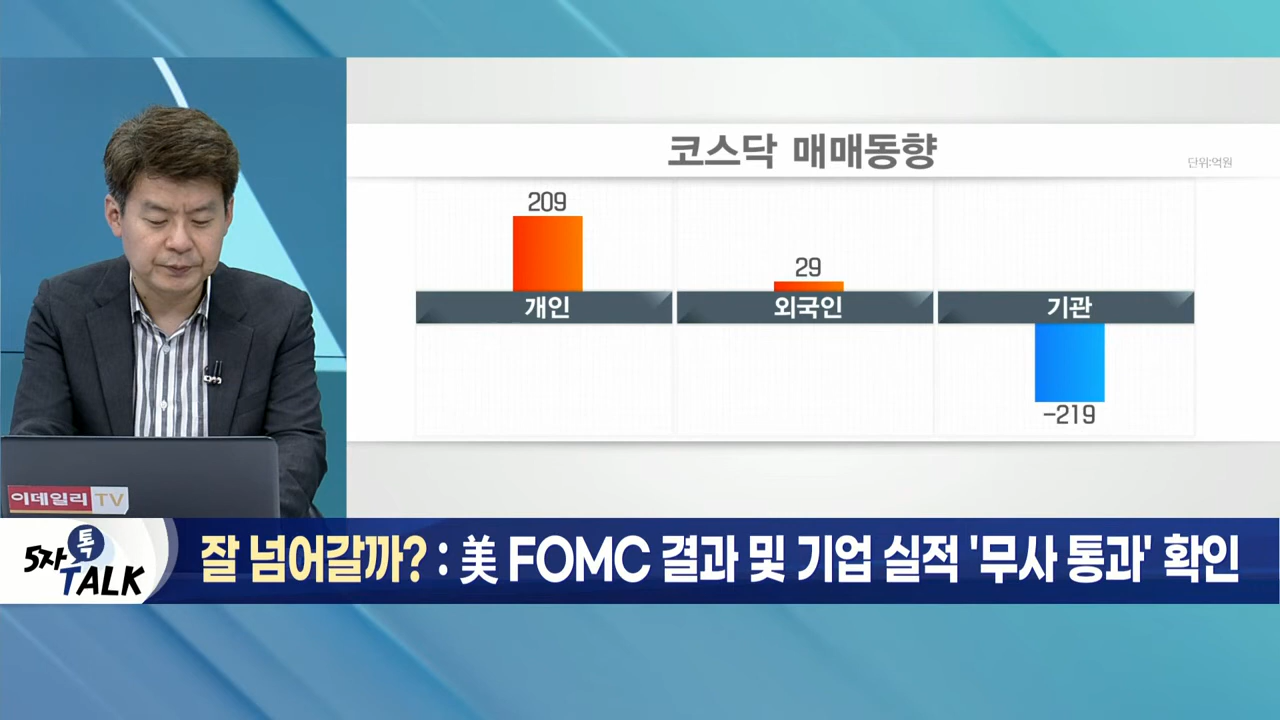 코스닥 매매동향
단위:억원
209
29
개인
외국인
기관
-219
이데일리 TV
5자톡
TALK
잘 넘어갈까? : 美 FOMC 결과 및 기업 실적 '무사 통과' 확인